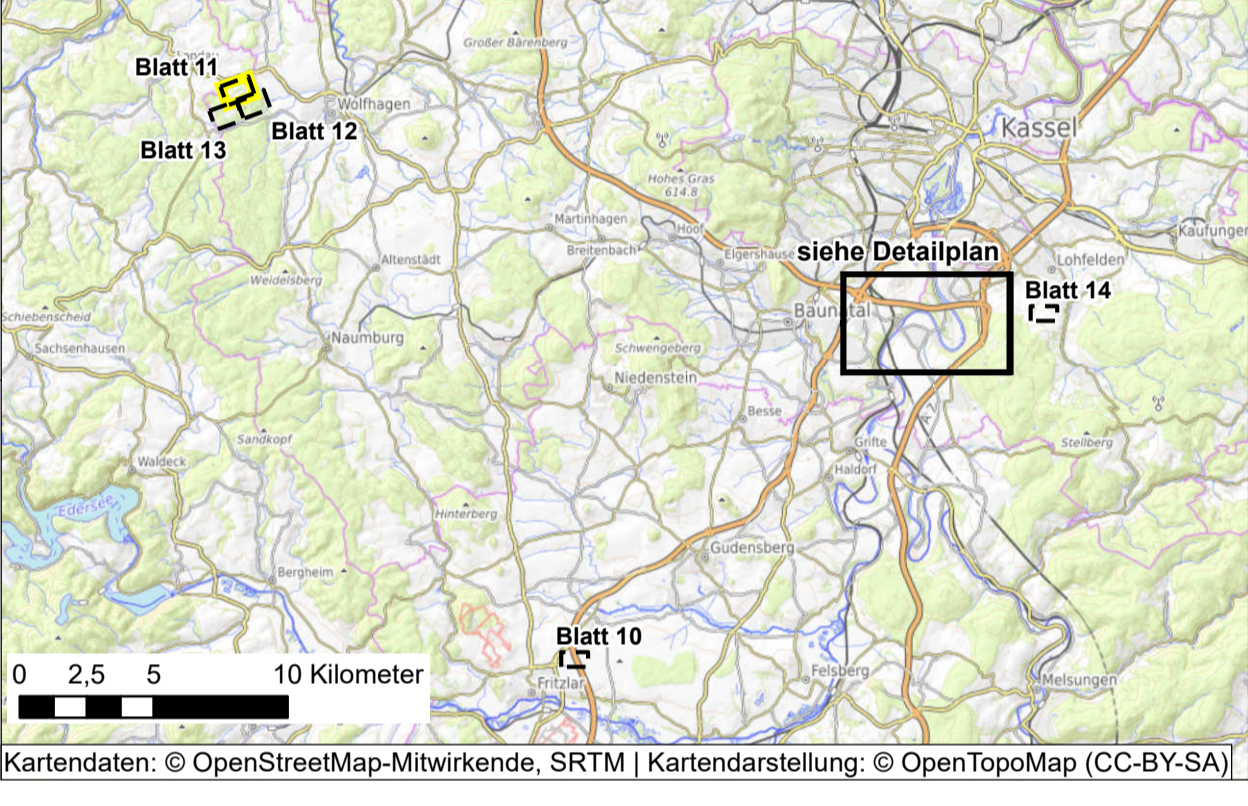 Großer Bärenberg
Landau
Blatt 11
Wolfhagen
Blatt 12
Blatt 13
Kassel
Hohes Gras
614.8
Martinhagen
Hoof
Breitenbach
Elgershause
siehe Detailplan
Kaufungen
Altenstädt
Lohfelden
Weidelsberg
Blatt 14
Baunatal
Schiebenscheid
Sachsenhausen
Naumburg
Schwengeberg
Niedenstein
Besse
A 7
Sandkopf
Grifte
Stellberg
Waldeck
Haldorf
Edersee
Hinterberg
Gudensberg
Bergheim
Blatt 10
Felsberg
Fritzlar
Melsungen
0 2,5 5 10 Kilometer
Kartendaten: © OpenStreetMap-Mitwirkende, SRTM | Kartendarstellung: © OpenTopoMap (CC-BY-SA)